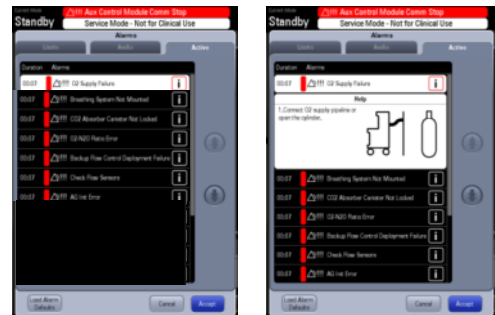 Current Mode
Standby
!!! Aux Control Module Comm Stop
Service Mode - Not for Clinical Use
Alarms
Limits
Audio
Active
Duration Alarms
00:07 !!! O2 Supply Failure i
00:07 !!! Breathing System Not Mounted i
00:07 !!! CO2 Absorber Canister Not Locked i
00:07 !!! O2-N2O Ratio Error i
00:07 !!! Backup Flow Control Deployment Failure i
00:07 !!! Check Flow Sensors i
00:07 !!! AG Init Error i
Load Alarm
Defaults
Cancel
Accept
Current Mode
Standby
!!! Aux Control Module Comm Stop
Service Mode - Not for Clinical Use
Alarms
Limits
Audio
Active
Duration Alarms
00:07 !!! O2 Supply Failure i
Help
1.Connect O2 supply pipeline or
open the cylinder.
00:07 !!! Breathing System Not Mounted i
00:07 !!! CO2 Absorber Canister Not Locked i
00:07 !!! O2-N2O Ratio Error i
00:07 !!! Backup Flow Control Deployment Failure i
00:07 !!! Check Flow Sensors i
00:07 !!! AG Init Error i
Load Alarm
Defaults
Cancel
Accept